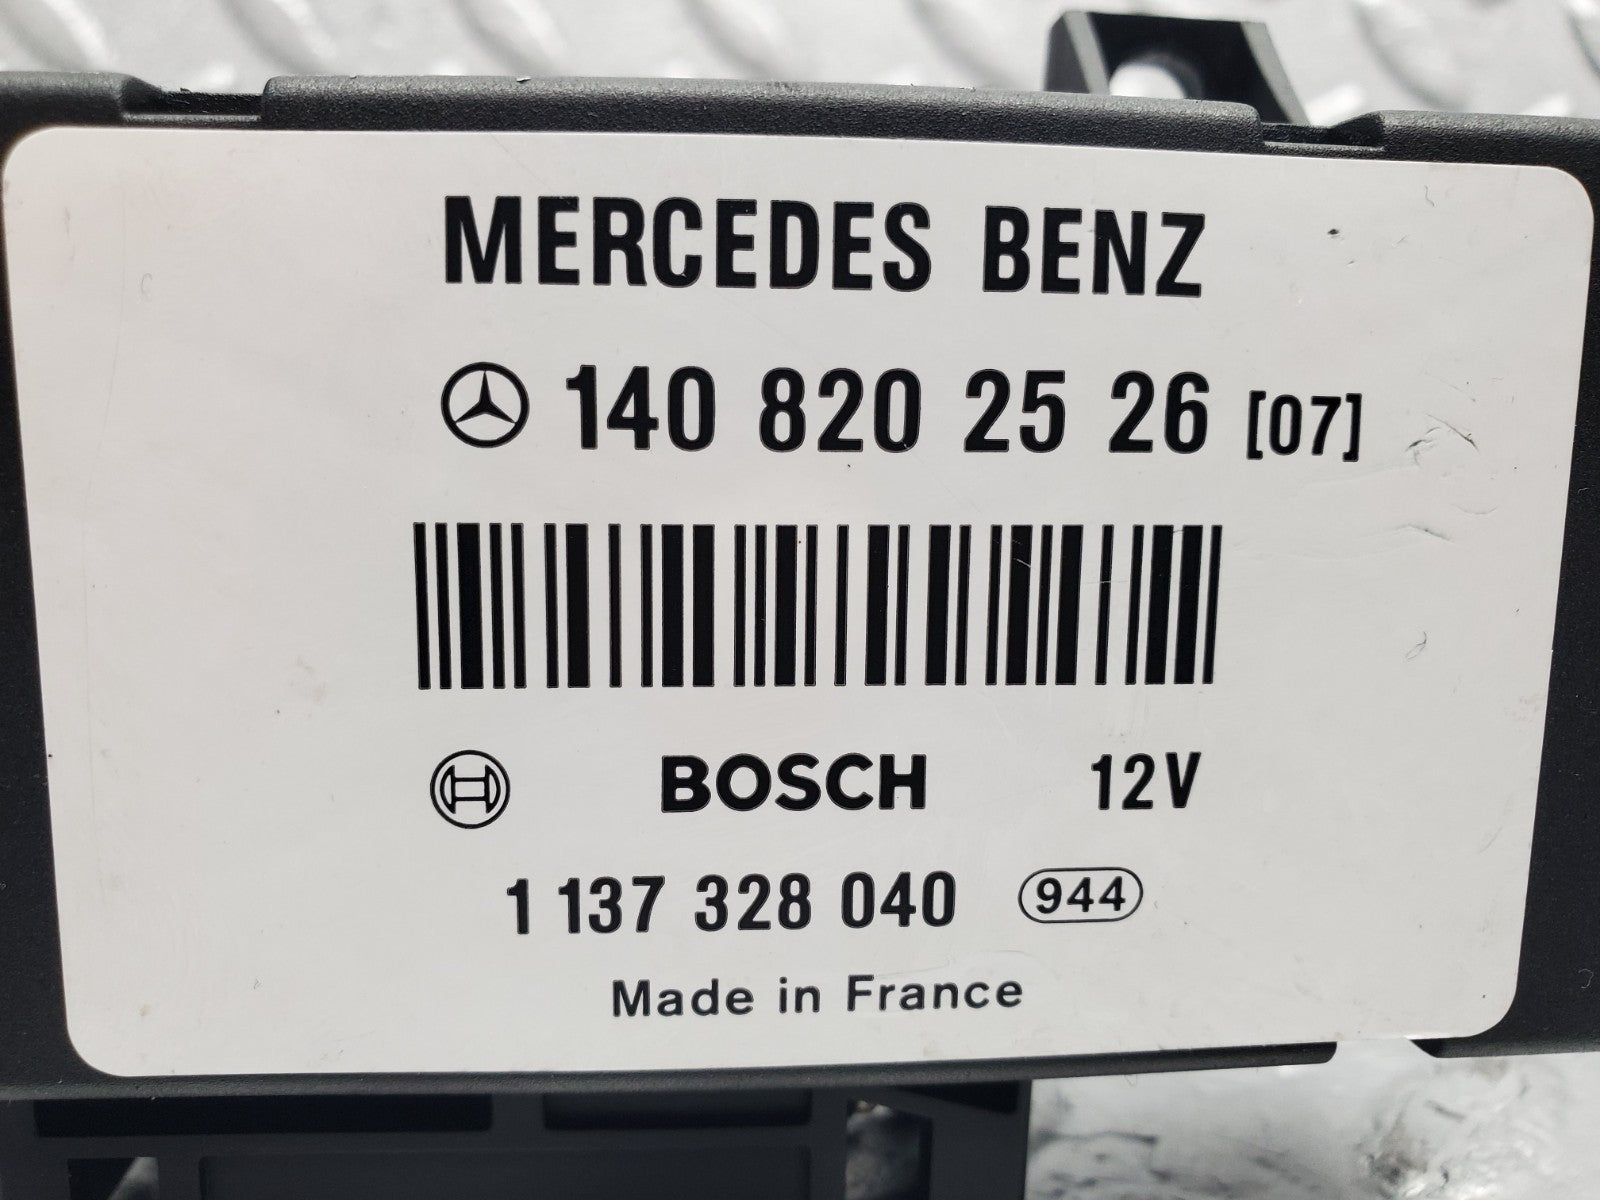 MERCEDES BENZ
140 820 25 26 [07]
BOSCH 12V
1 137 328 040 944
Made in France